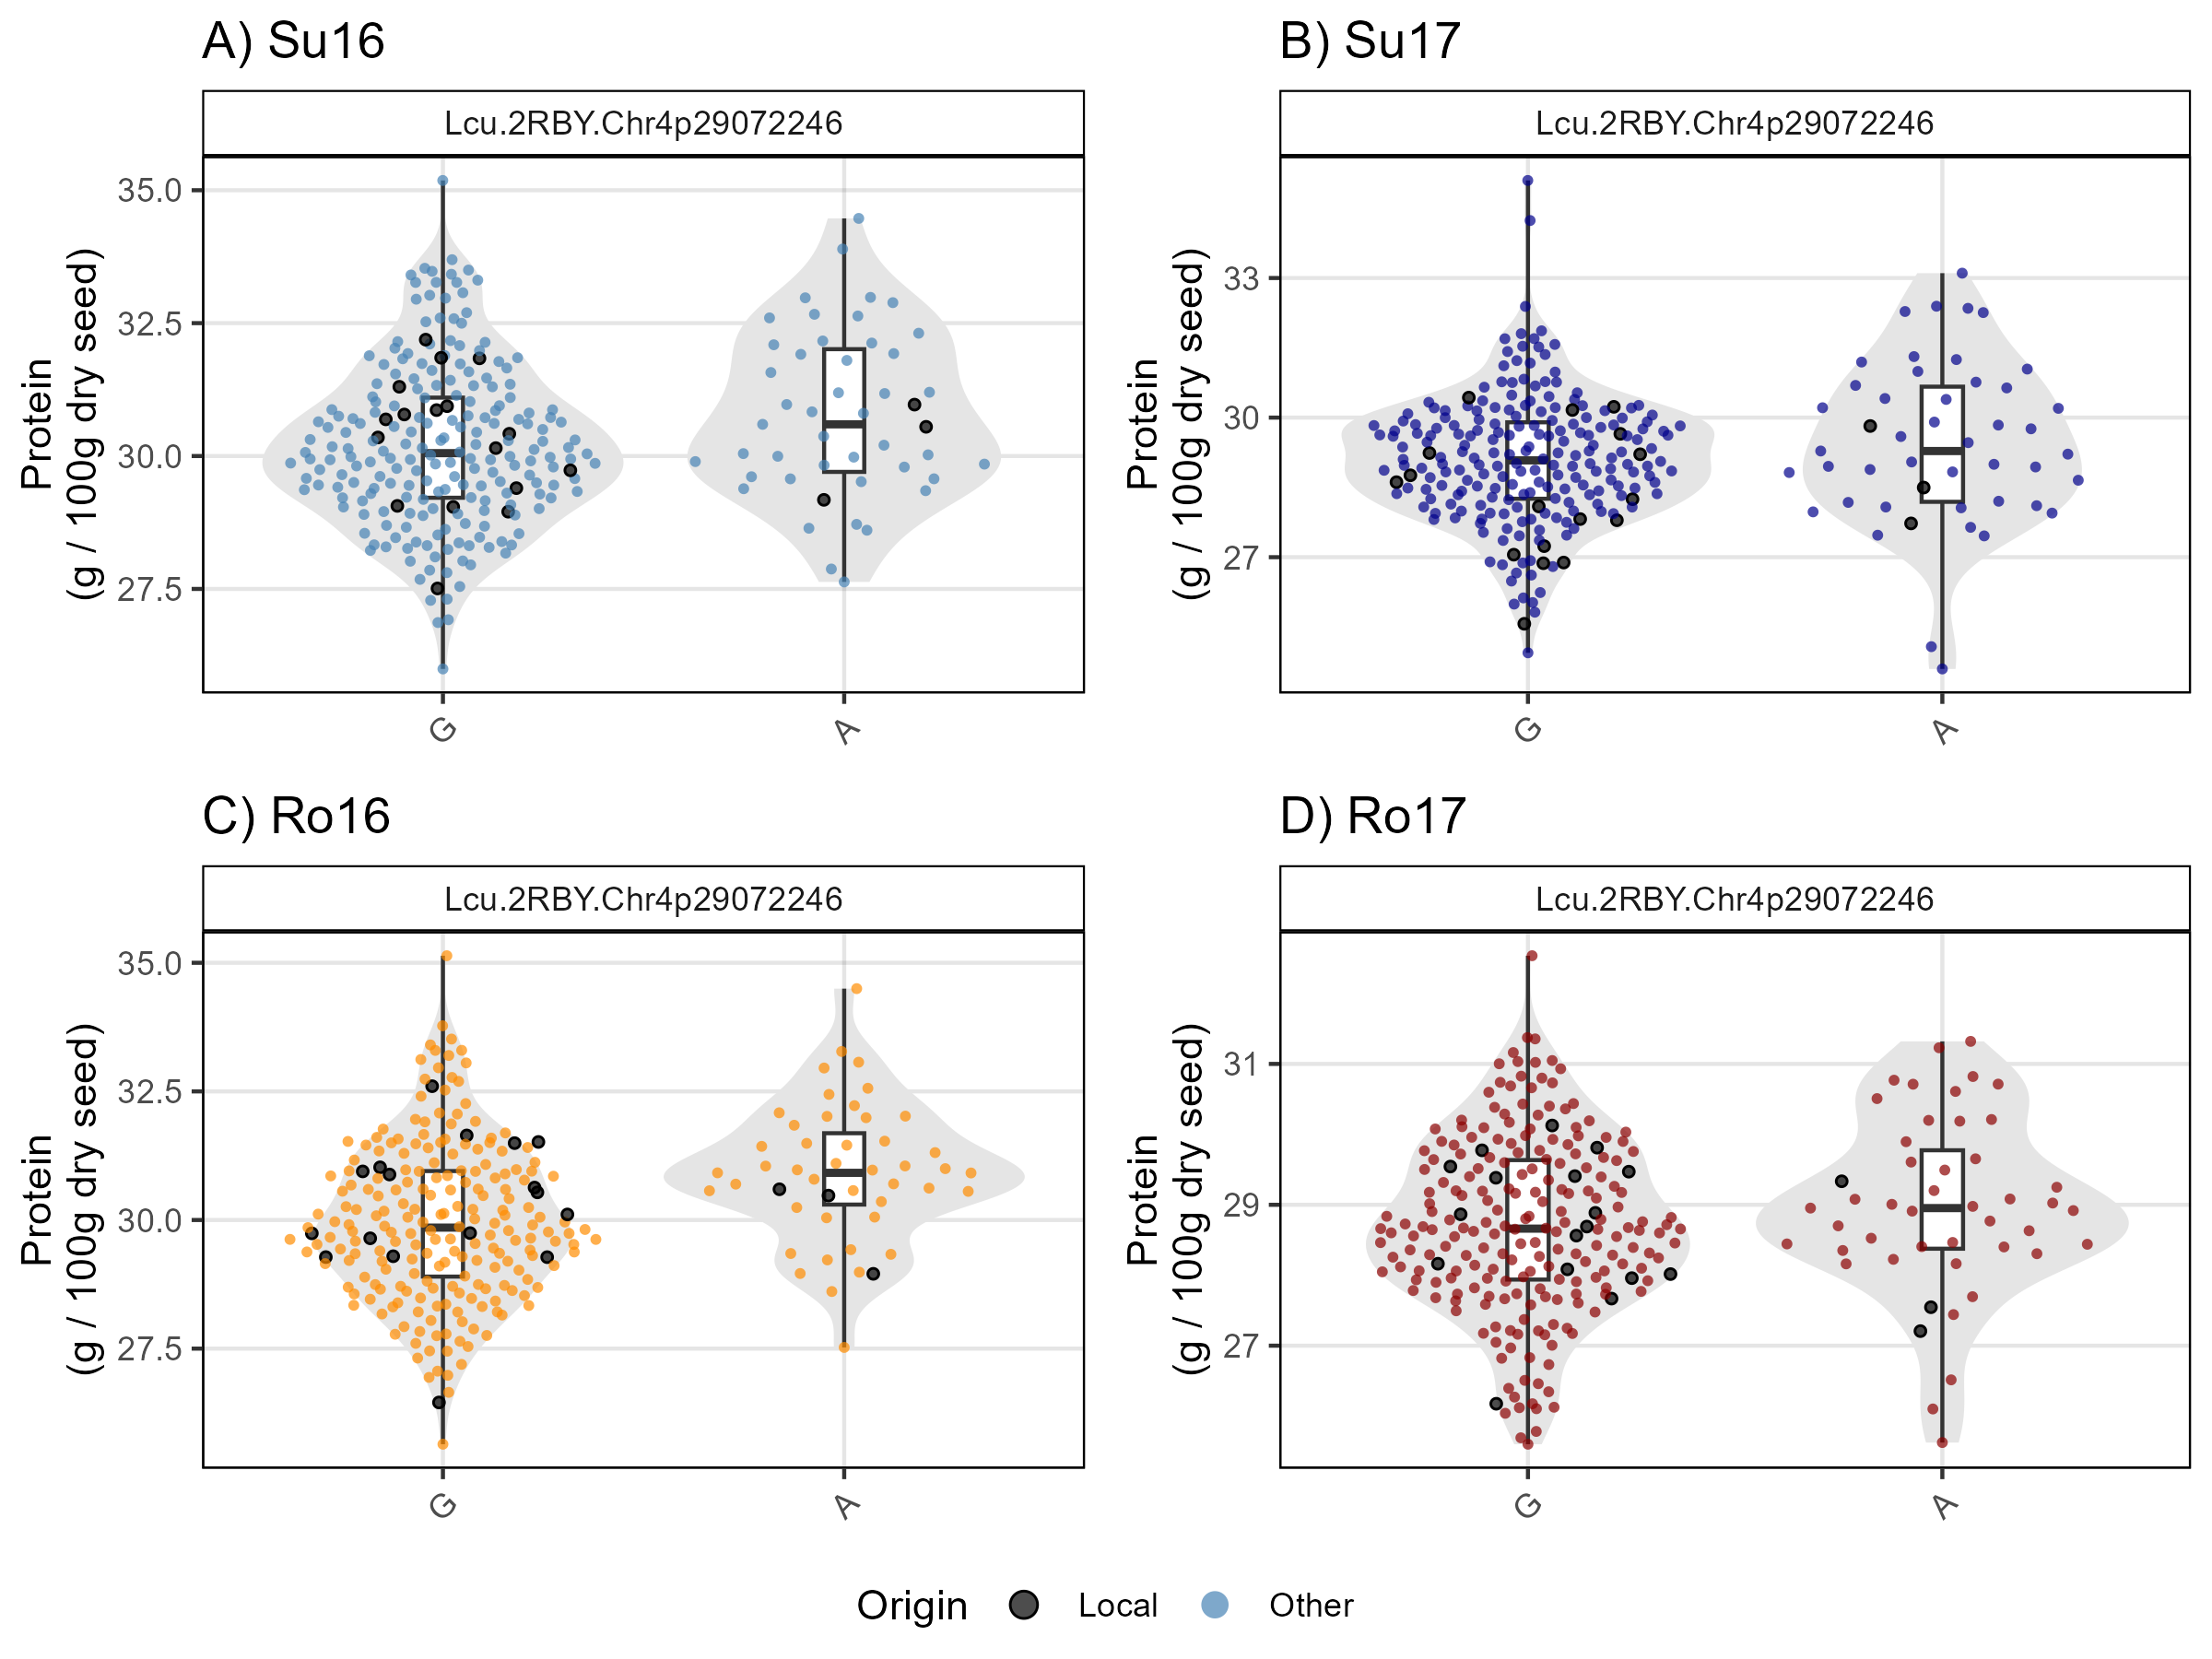 A) Su16
Lcu.2RBY.Chr4p29072246
Protein
(g / 100g dry seed)
35.0
32.5
30.0
27.5
G
A
B) Su17
Lcu.2RBY.Chr4p29072246
Protein
(g / 100g dry seed)
33
30
27
G
A
C) Ro16
Lcu.2RBY.Chr4p29072246
Protein
(g / 100g dry seed)
35.0
32.5
30.0
27.5
G
A
D) Ro17
Lcu.2RBY.Chr4p29072246
Protein
(g / 100g dry seed)
31
29
27
G
A
Origin Local Other